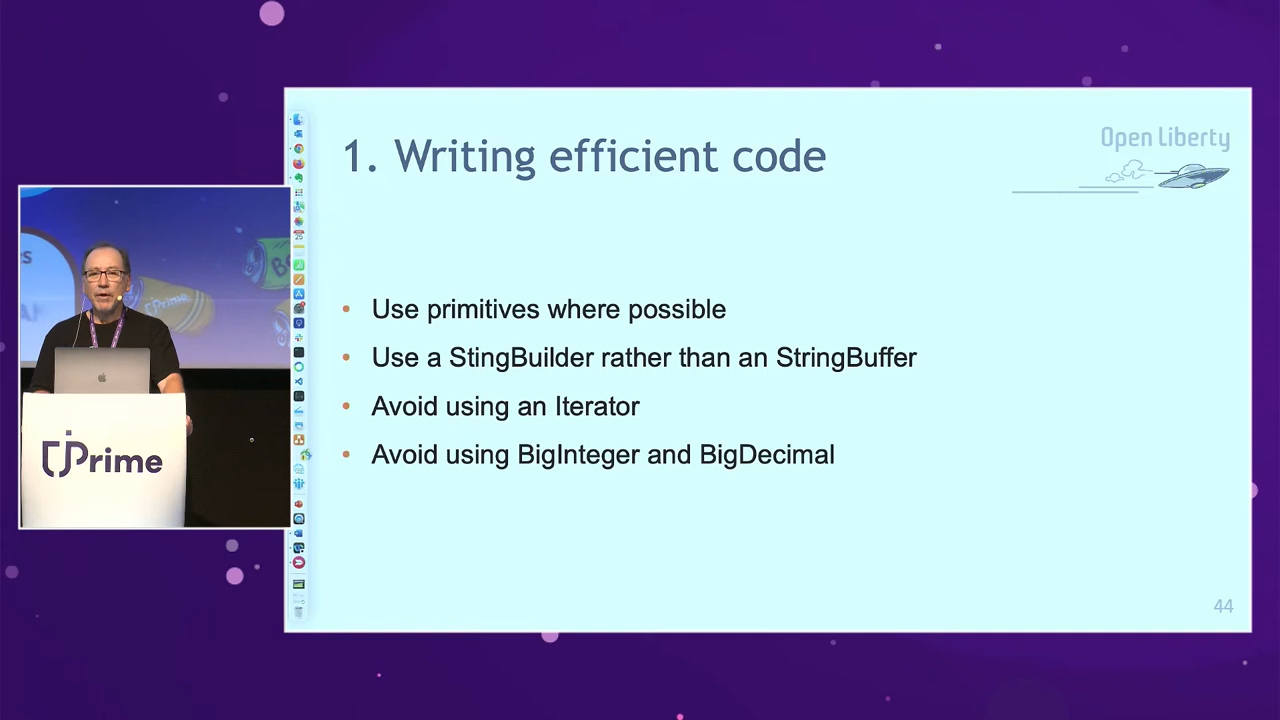 1. Writing efficient code
Open Liberty
• Use primitives where possible
• Use a StingBuilder rather than an StringBuffer
• Avoid using an Iterator
• Avoid using BigInteger and BigDecimal
44
jPrime